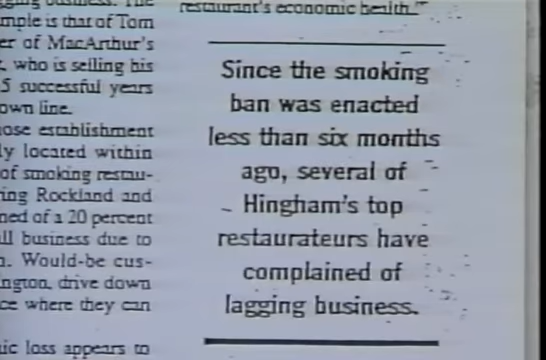 mple is that of Tom
er of MacArthur's
, who is selling his
5 successful years
own line.
ose establishment
ly located within
of smoking restau-
ring Rockland and
ned of a 20 percent
ll business due to
. Would-be cus-
ngton, drive down
ce where they can
ic loss appears to
restaurant's economic health."
Since the smoking
ban was enacted
less than six months
ago, several of
Hingham's top
restaurateurs have
complained of
lagging business.